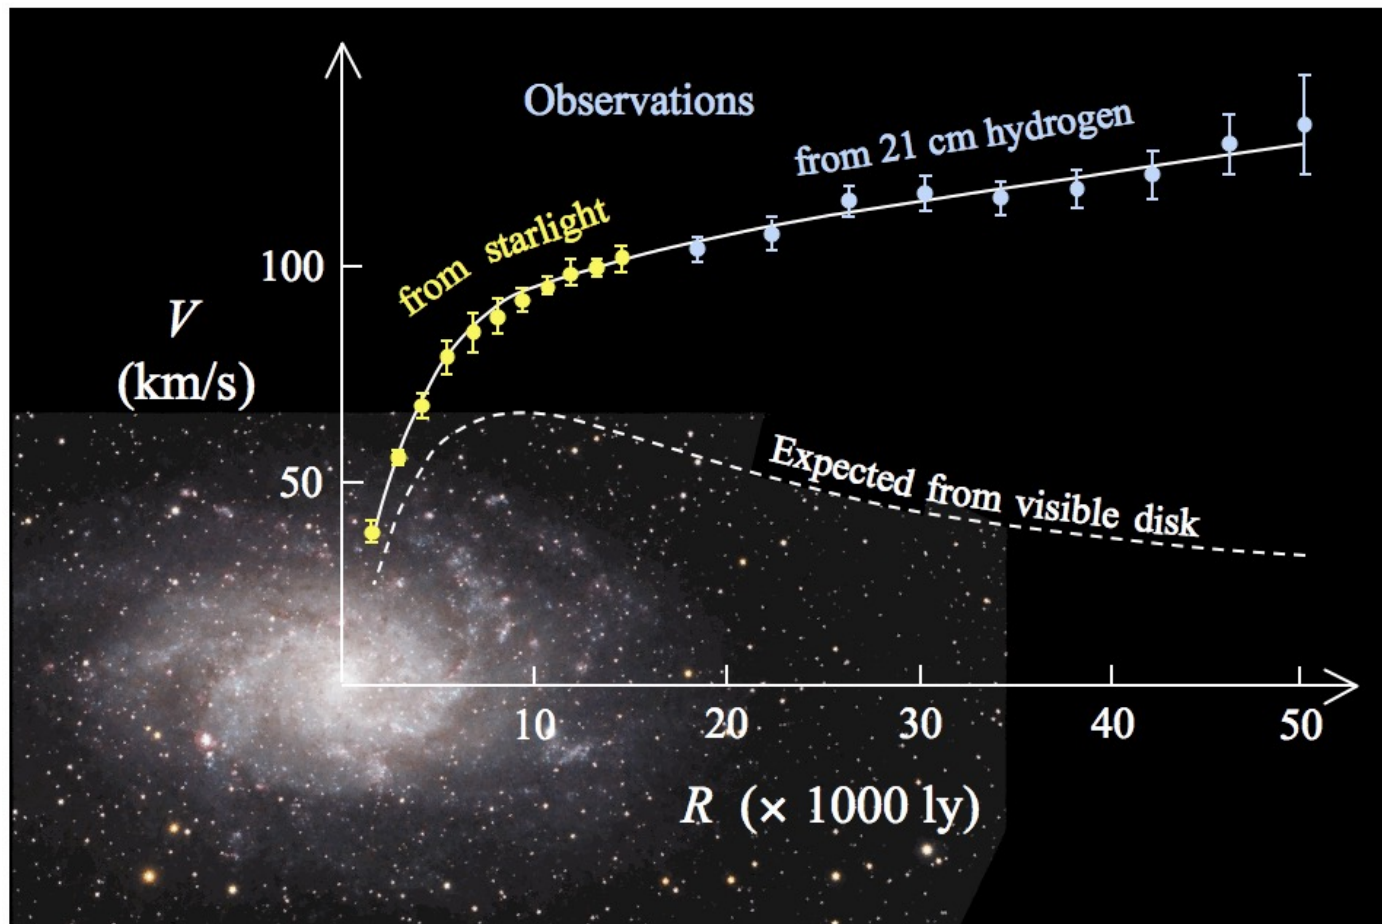 Observations
from 21 cm hydrogen
from starlight
100
V
(km/s)
50
Expected from visible disk
10 20 30 40 50
R (× 1000 ly)